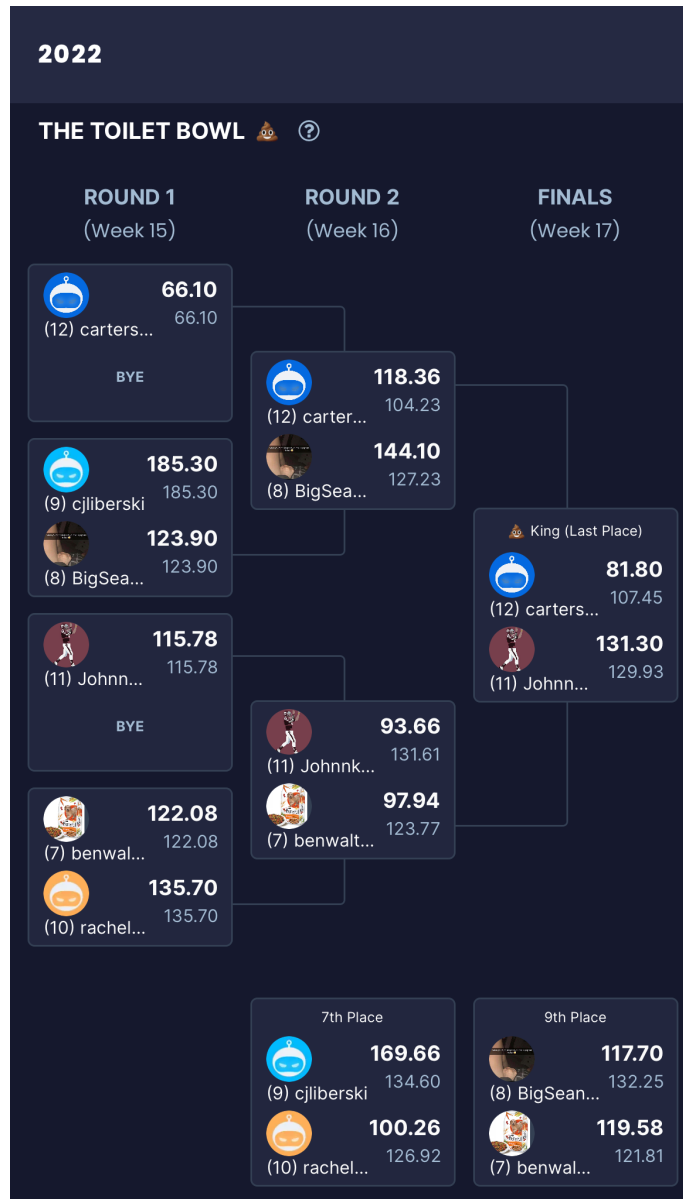 2022
THE TOILET BOWL 💩 ?
ROUND 1
(Week 15)
ROUND 2
(Week 16)
FINALS
(Week 17)
66.10
66.10
(12) carters...
BYE
185.30
185.30
(9) cjliberski
123.90
123.90
(8) BigSea...
115.78
115.78
(11) Johnn...
BYE
122.08
122.08
(7) benwal...
135.70
135.70
(10) rachel...
118.36
104.23
(12) carter...
144.10
127.23
(8) BigSea...
93.66
131.61
(11) Johnnk...
97.94
123.77
(7) benwalt...
💩 King (Last Place)
81.80
107.45
(12) carters...
131.30
129.93
(11) Johnn...
7th Place
169.66
134.60
(9) cjliberski
100.26
126.92
(10) rachel...
9th Place
117.70
132.25
(8) BigSean...
119.58
121.81
(7) benwal...